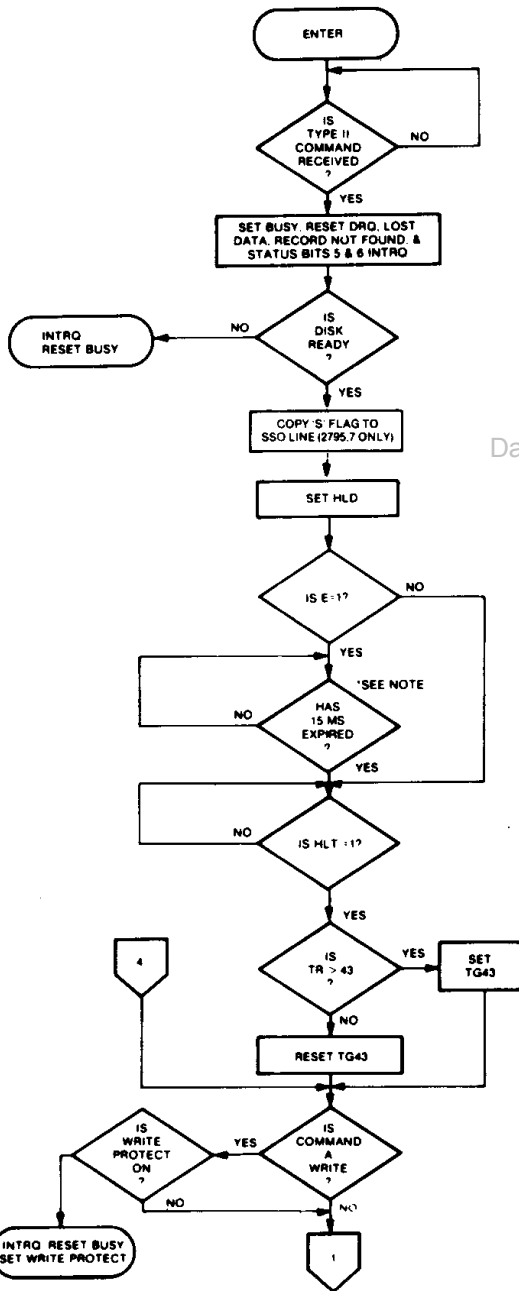 ENTER
IS
TYPE II
COMMAND
RECEIVED
?
NO
YES
SET BUSY, RESET DRQ, LOST
DATA, RECORD NOT FOUND, &
STATUS BITS 5 & 6 INTRQ
IS
DISK
READY
?
NO
INTRQ
RESET BUSY
YES
COPY 'S' FLAG TO
SSO LINE (2795.7 ONLY)
Da
SET HLD
IS E=1?
NO
YES
*SEE NOTE
HAS
15 MS
EXPIRED
?
NO
YES
IS HLT =1?
NO
YES
4
IS
TR > 43
?
YES
SET
TG43
NO
RESET TG43
IS
COMMAND
A
WRITE
?
YES
IS
WRITE
PROTECT
ON
?
NO
NO
INTRQ RESET BUSY
SET WRITE PROTECT
1